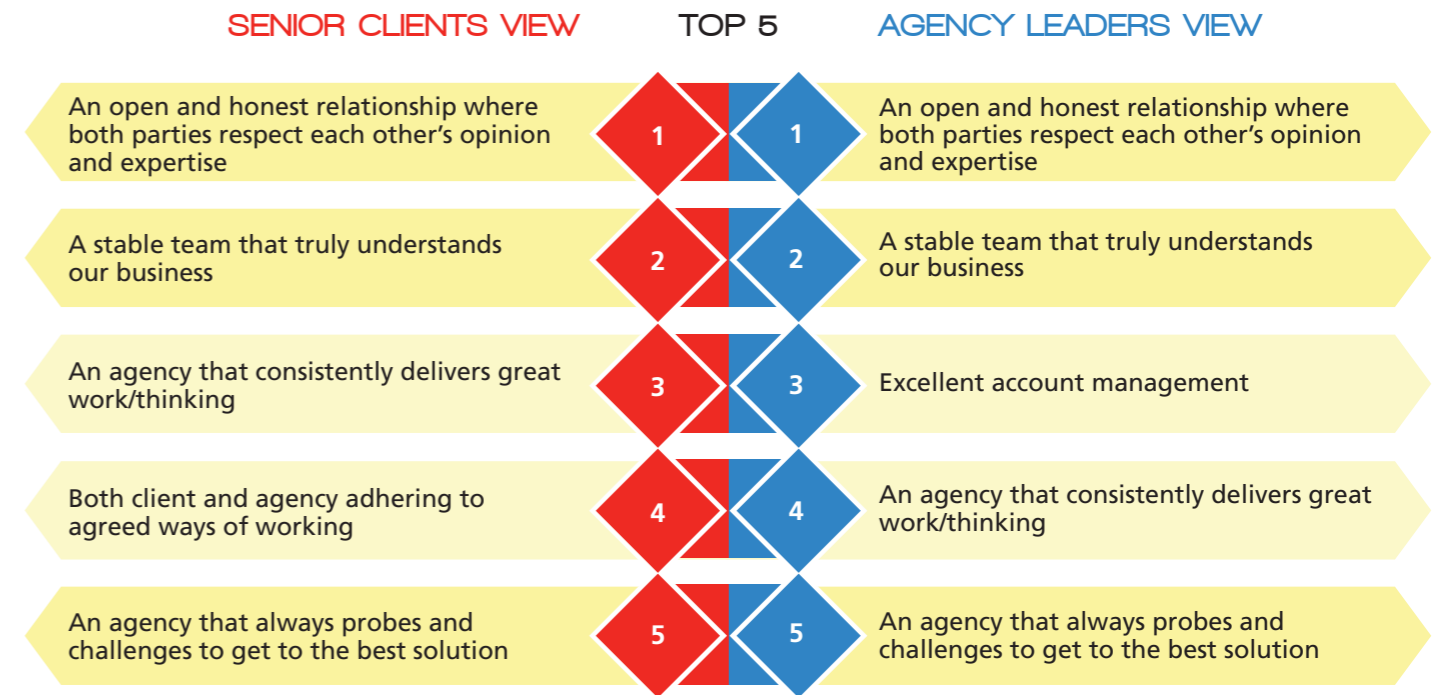 SENIOR CLIENTS VIEW
TOP 5
AGENCY LEADERS VIEW
An open and honest relationship where
both parties respect each other’s opinion
and expertise
1
1
An open and honest relationship where
both parties respect each other’s opinion
and expertise
A stable team that truly understands
our business
2
2
A stable team that truly understands
our business
An agency that consistently delivers great
work/thinking
3
3
Excellent account management
Both client and agency adhering to
agreed ways of working
4
4
An agency that consistently delivers great
work/thinking
An agency that always probes and
challenges to get to the best solution
5
5
An agency that always probes and
challenges to get to the best solution